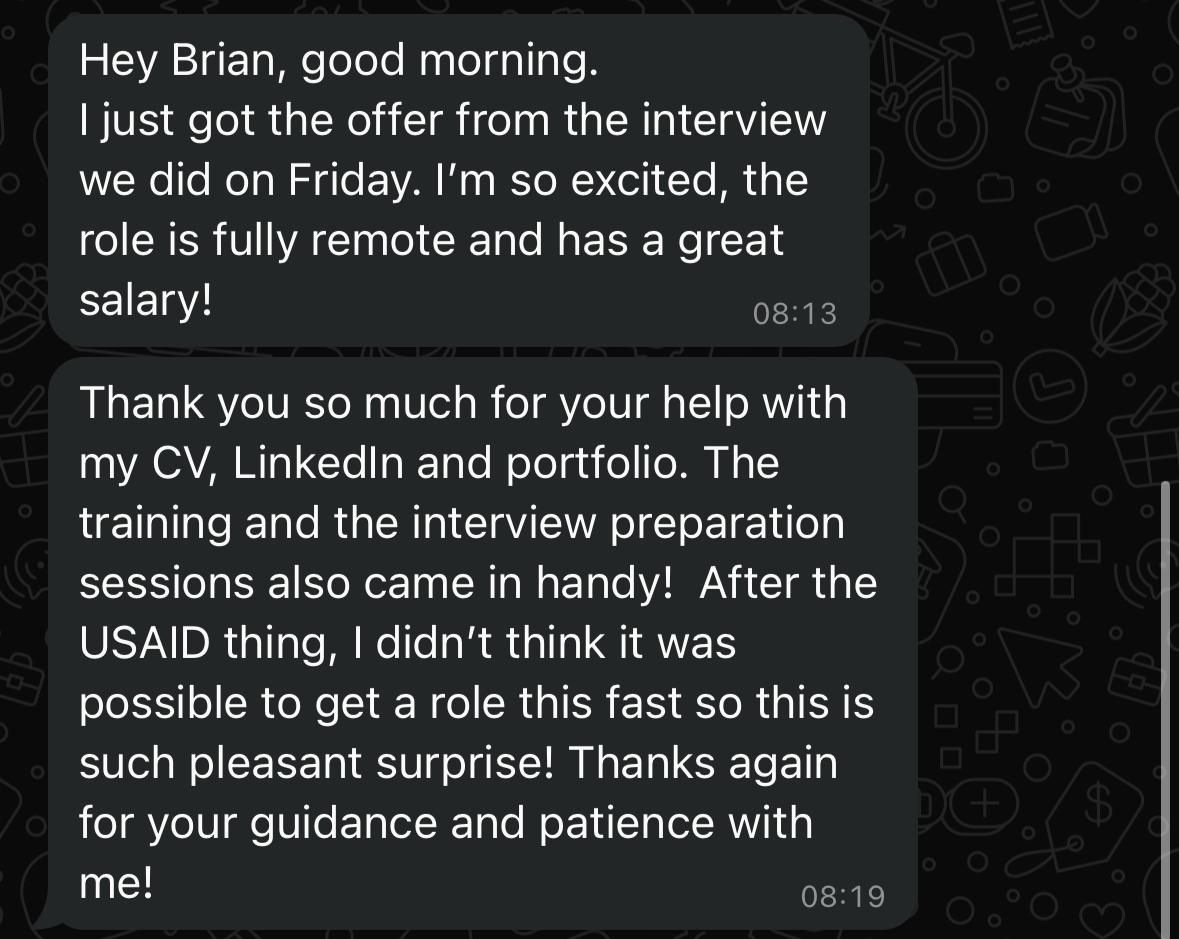 Hey Brian, good morning.
I just got the offer from the interview
we did on Friday. I’m so excited, the
role is fully remote and has a great
salary!
08:13
Thank you so much for your help with
my CV, LinkedIn and portfolio. The
training and the interview preparation
sessions also came in handy!  After the
USAID thing, I didn’t think it was
possible to get a role this fast so this is
such pleasant surprise! Thanks again
for your guidance and patience with
me!
08:19